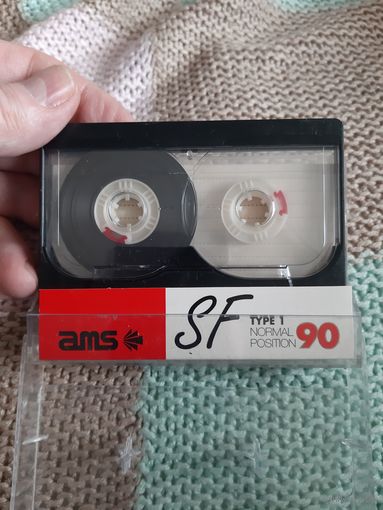 ams
SF
TYPE 1
NORMAL
POSITION
90